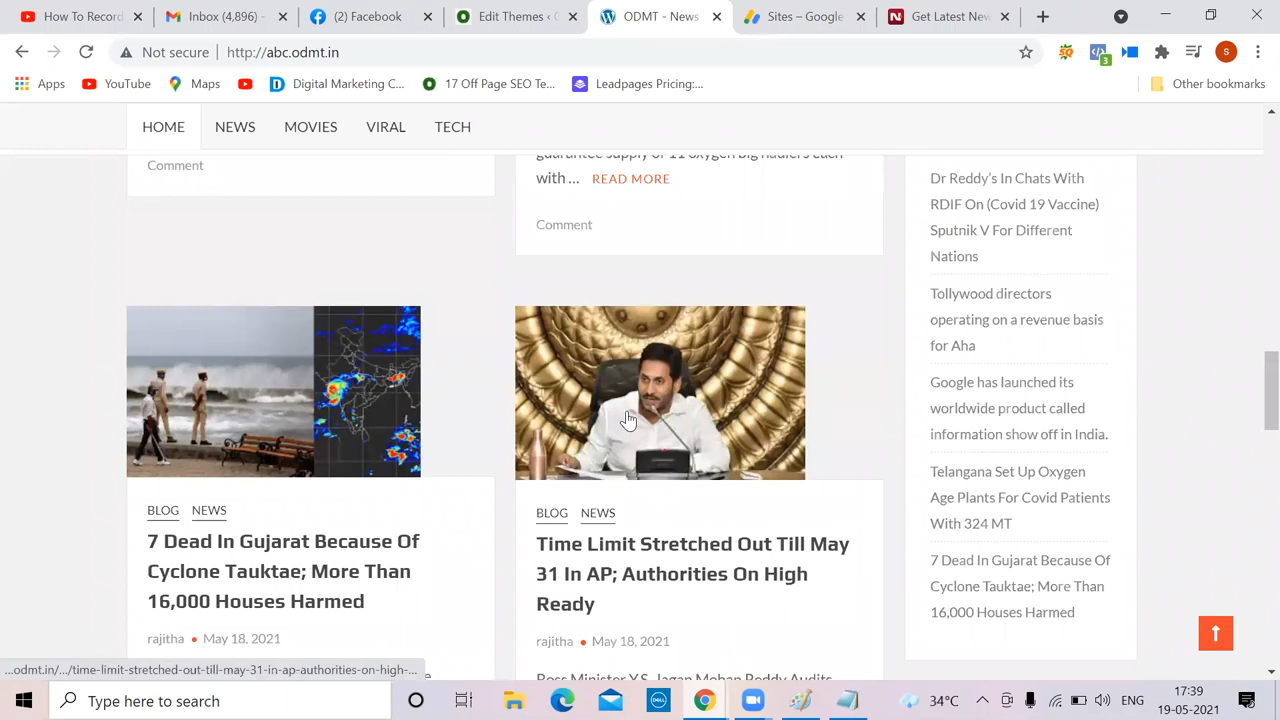 How To Record
Inbox (4,896) -
(2) Facebook
Edit Themes ‹
ODMT - News
Sites – Google
Get Latest New
Not secure | http://abc.odmt.in
S
3
Apps YouTube Maps Digital Marketing C... 17 Off Page SEO Te... Leadpages Pricing:... Other bookmarks
HOME NEWS MOVIES VIRAL TECH
Comment
with ... READ MORE
Comment
BLOG NEWS
7 Dead In Gujarat Because Of
Cyclone Tauktae; More Than
16,000 Houses Harmed
rajitha • May 18, 2021
BLOG NEWS
Time Limit Stretched Out Till May
31 In AP; Authorities On High
Ready
rajitha • May 18, 2021
Boss Minister Y.S. Jagan Mohan Reddy Audits
Dr Reddy's In Chats With
RDIF On (Covid 19 Vaccine)
Sputnik V For Different
Nations
Tollywood directors
operating on a revenue basis
for Aha
Google has launched its
worldwide product called
information show off in India.
Telangana Set Up Oxygen
Age Plants For Covid Patients
With 324 MT
7 Dead In Gujarat Because Of
Cyclone Tauktae; More Than
16,000 Houses Harmed
...odmt.in/.../time-limit-stretched-out-till-may-31-in-ap-authorities-on-high-...
Type here to search
DELL
34°C
ENG
17:39
19-05-2021